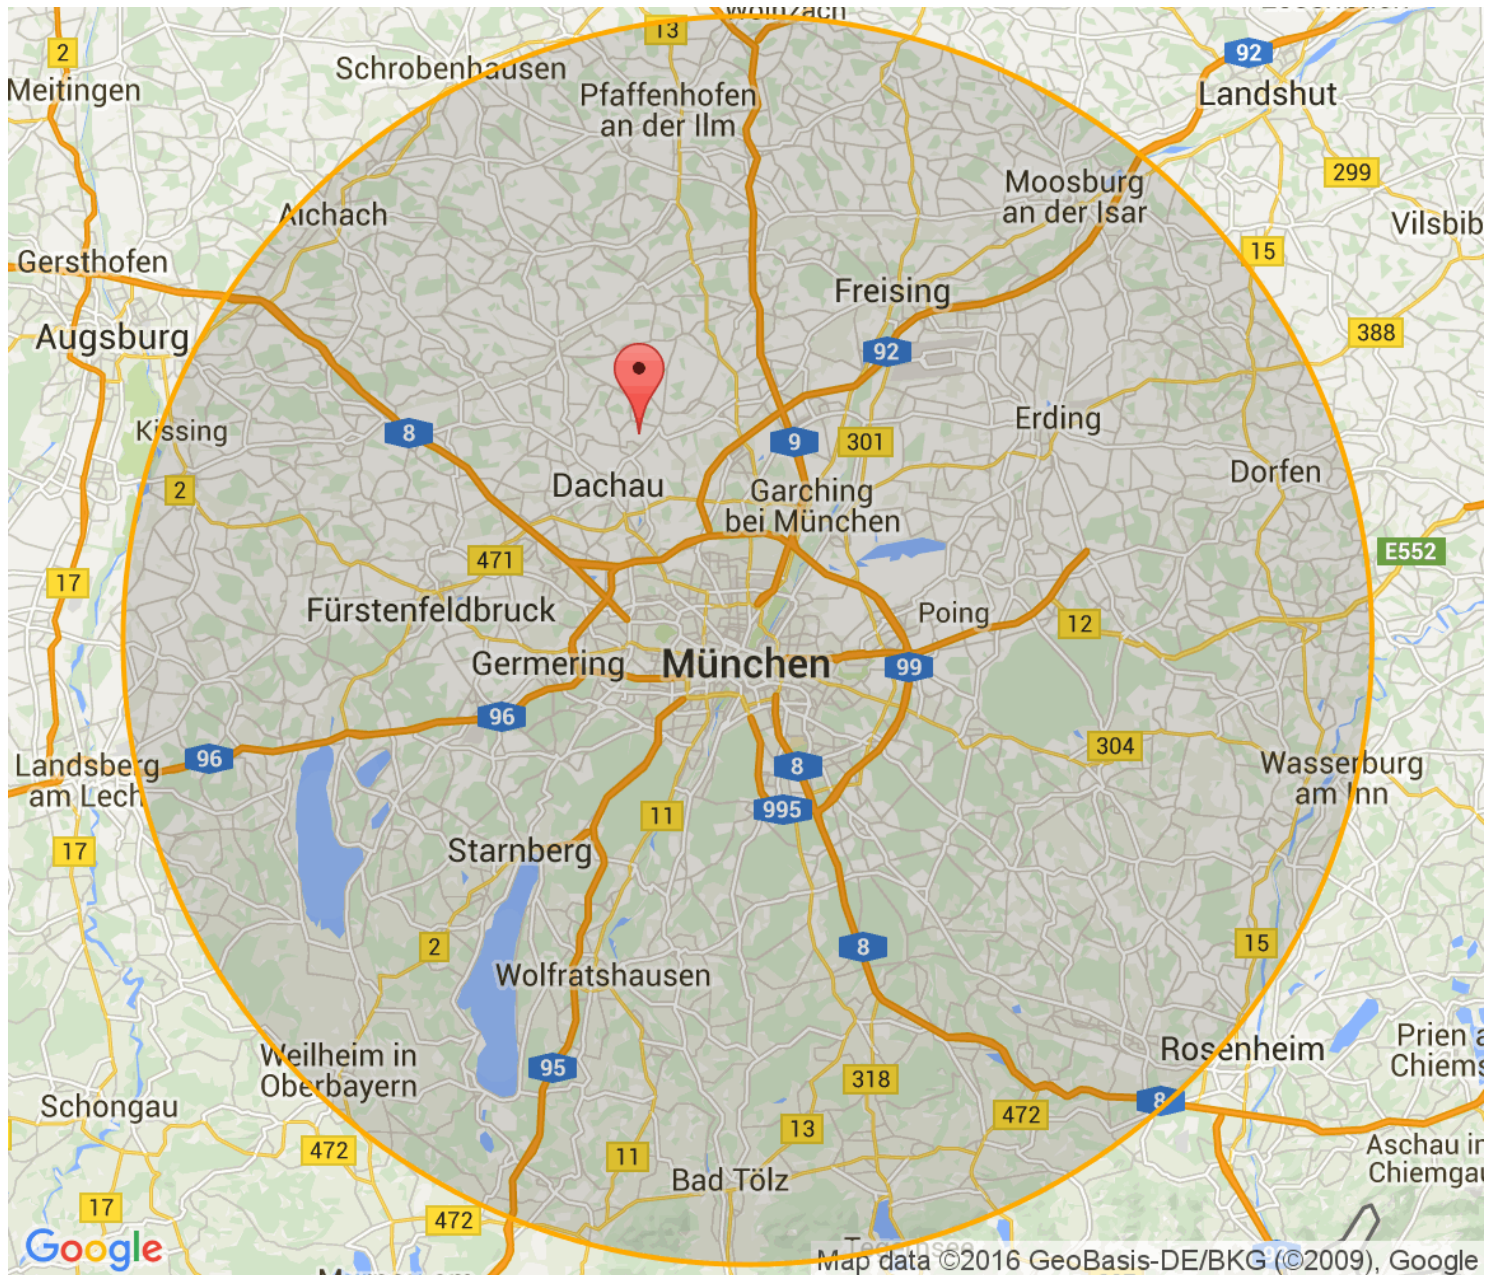 Wolnzach
13
2
92
Schrobenhausen
Meitingen
Pfaffenhofen
an der Ilm
Landshut
299
Moosburg
an der Isar
Aichach
Vilsbib
15
Gersthofen
Freising
Augsburg
388
92
Erding
Kissing
8
9
301
Dorfen
2
Dachau
Garching
bei München
E552
471
17
Fürstenfeldbruck
Poing
12
Germering
München
99
96
304
96
8
Landsberg
am Lech
Wasserburg
am Inn
995
11
17
Starnberg
2
8
15
Wolfratshausen
Weilheim in
Oberbayern
Rosenheim
Prien a
Chiems
95
318
8
Schongau
472
13
472
11
Aschau in
Chiemgau
Bad Tölz
17
472
Google
Tegernsee
Map data ©2016 GeoBasis-DE/BKG (©2009), Google